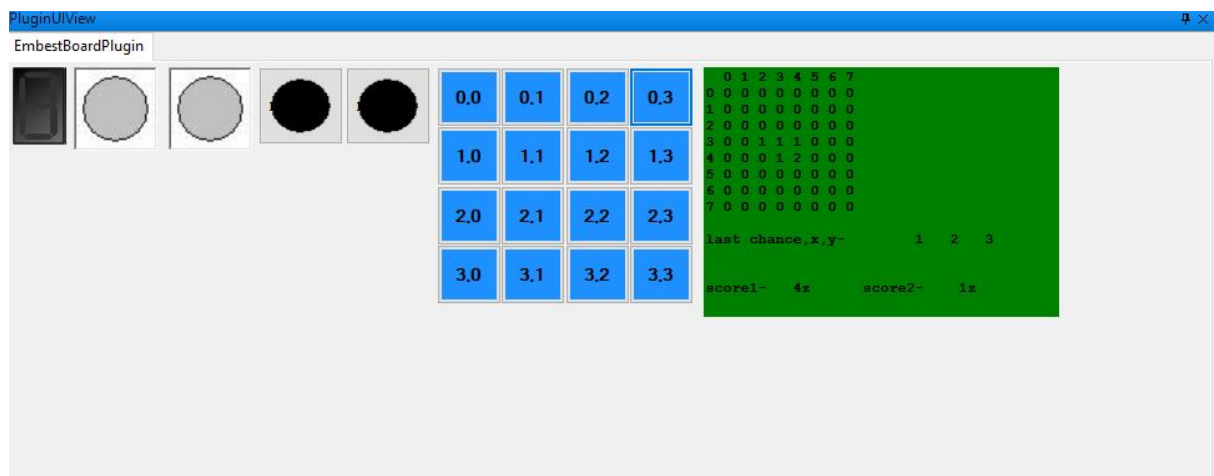 PluginUIView
EmbestBoardPlugin
0,0 0,1 0,2 0,3
1,0 1,1 1,2 1,3
2,0 2,1 2,2 2,3
3,0 3,1 3,2 3,3
0 1 2 3 4 5 6 7
0 0 0 0 0 0 0 0 0
1 0 0 0 0 0 0 0 0
2 0 0 0 0 0 0 0 0
3 0 0 1 1 1 0 0 0
4 0 0 0 1 2 0 0 0
5 0 0 0 0 0 0 0 0
6 0 0 0 0 0 0 0 0
7 0 0 0 0 0 0 0 0
last chance,x,y- 1 2 3
score1- 4z score2- 1z